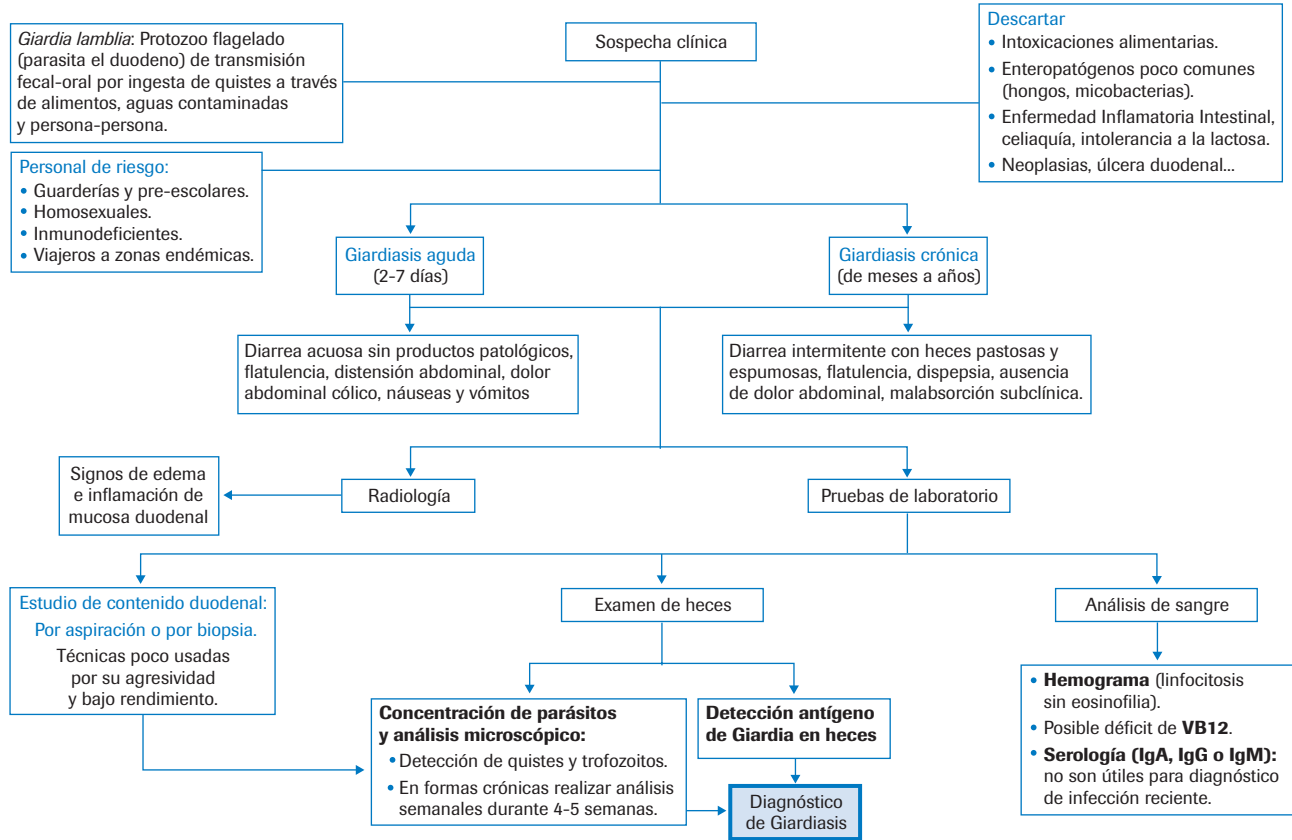 Giardia lamblia: Protozoo flagelado
(parasita el duodeno) de transmisión
fecal-oral por ingesta de quistes a través
de alimentos, aguas contaminadas
y persona-persona.
Sospecha clínica
Descartar
• Intoxicaciones alimentarias.
• Enteropatógenos poco comunes
(hongos, micobacterias).
• Enfermedad Inflamatoria Intestinal,
celiaquía, intolerancia a la lactosa.
• Neoplasias, úlcera duodenal...
Personal de riesgo:
• Guarderías y pre-escolares.
• Homosexuales.
• Inmunodeficientes.
• Viajeros a zonas endémicas.
Giardiasis aguda
(2-7 días)
Giardiasis crónica
(de meses a años)
Diarrea acuosa sin productos patológicos,
flatulencia, distensión abdominal, dolor
abdominal cólico, náuseas y vómitos
Diarrea intermitente con heces pastosas y
espumosas, flatulencia, dispepsia, ausencia
de dolor abdominal, malabsorción subclínica.
Signos de edema
e inflamación de
mucosa duodenal
Radiología
Pruebas de laboratorio
Estudio de contenido duodenal:
Por aspiración o por biopsia.
Técnicas poco usadas
por su agresividad
y bajo rendimiento.
Examen de heces
Análisis de sangre
Concentración de parásitos
y análisis microscópico:
• Detección de quistes y trofozoitos.
• En formas crónicas realizar análisis
semanales durante 4-5 semanas.
Detección antígeno
de Giardia en heces
Diagnóstico
de Giardiasis
• Hemograma (linfocitosis
sin eosinofilia).
• Posible déficit de VB12.
• Serología (IgA, IgG o IgM):
no son útiles para diagnóstico
de infección reciente.